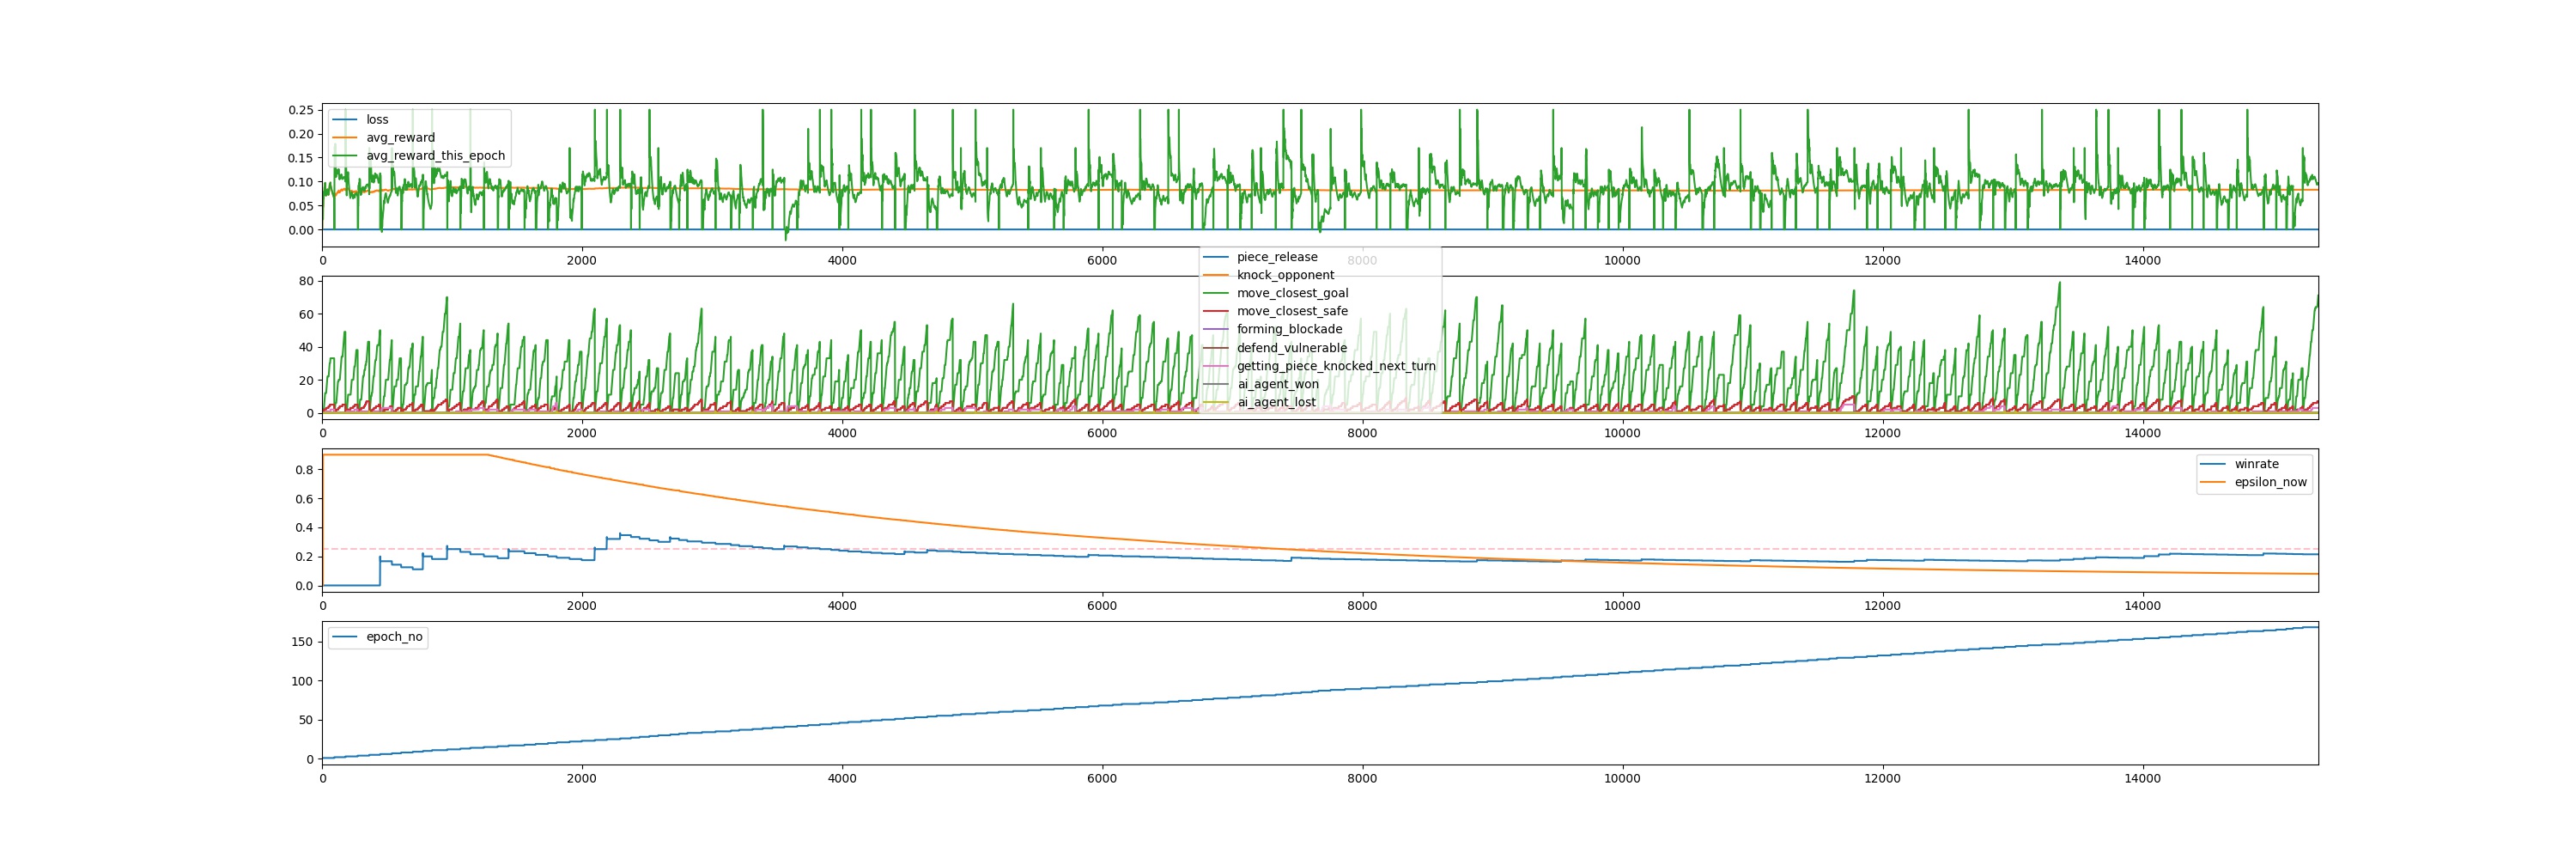 0.25
0.20
0.15
0.10
0.05
0.00
loss
avg_reward
avg_reward_this_epoch
0 2000 4000 6000 8000 10000 12000 14000
80
60
40
20
0
piece_release
knock_opponent
move_closest_goal
move_closest_safe
forming_blockade
defend_vulnerable
getting_piece_knocked_next_turn
ai_agent_won
ai_agent_lost
0 2000 4000 6000 8000 10000 12000 14000
0.8
0.6
0.4
0.2
0.0
winrate
epsilon_now
0 2000 4000 6000 8000 10000 12000 14000
150
100
50
0
epoch_no
0 2000 4000 6000 8000 10000 12000 14000